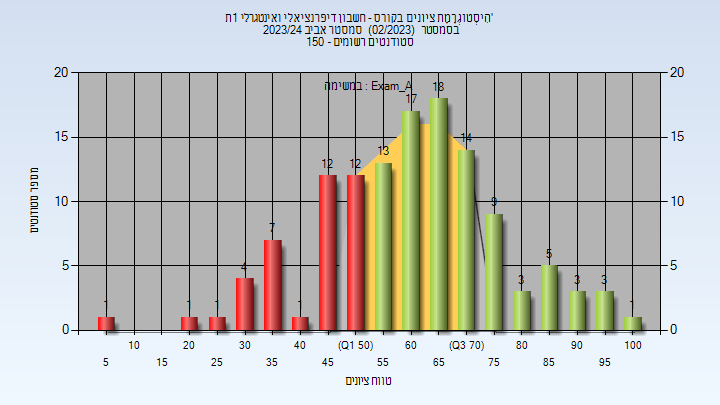 היסטוגרמת ציונים בקורס - חשבון דיפרנציאלי ואינטגרלי 1ת'
בסמסטר (02/2023) סמסטר אביב 2023/24
סטודנטים רשומים - 150
במשימה : Exam_A
מספר סטודנטים
20 20
15 15
10 10
5 5
0 0
1 1 1 4 7 1 12 12 13 17 18 14 9 3 5 3 3 1
10 20 30 40 (Q1 50) 60 (Q3 70) 80 90 100
5 15 25 35 45 55 65 75 85 95
טווח ציונים